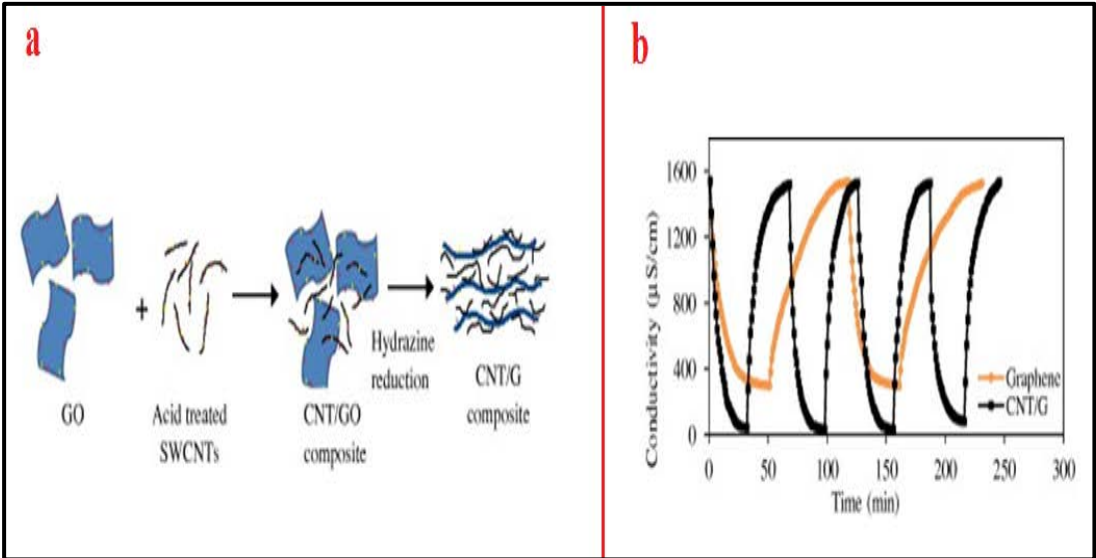 a
GO
+
Acid treated
SWCNTs
CNT/GO
composite
Hydrazine
reduction
CNT/G
composite
b
Conductivity (µS/cm)
1600
1200
800
400
0
Graphene
CNT/G
0 50 100 150 200 250 300
Time (min)